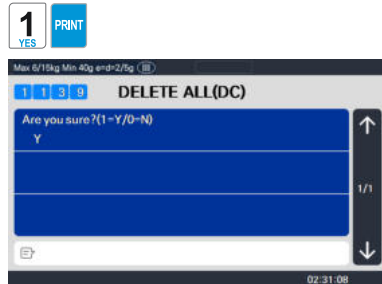 1
YES
PRINT
Max 6/15kg Min 40g e=d=2/5g (III)
1 1 3 9 DELETE ALL(DC)
Are you sure?(1=Y/0=N)
Y
1/1
02:31:08